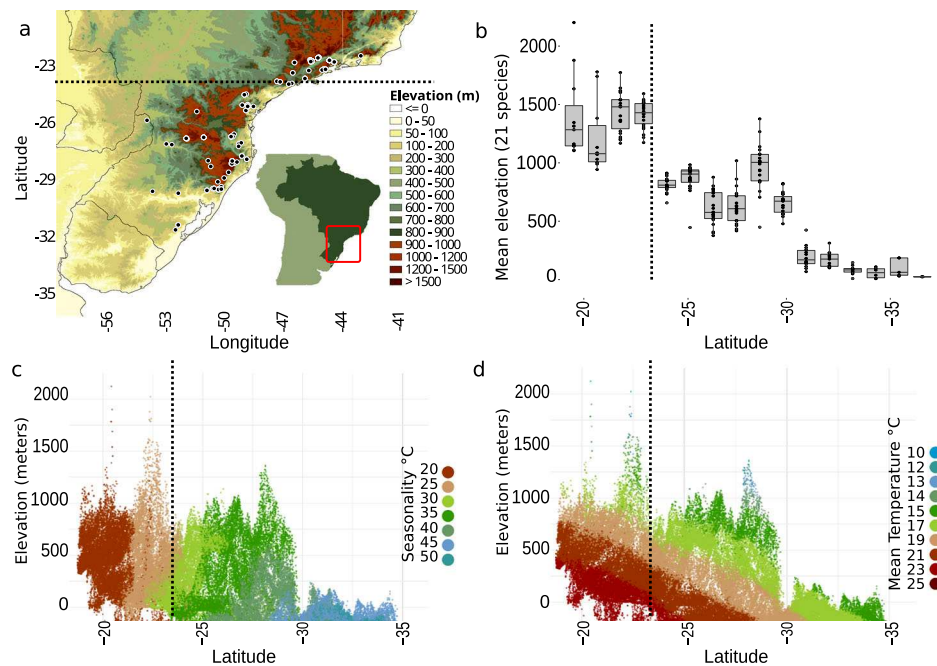 a
-23
-24
-26
-29
-32
-35
Latitude
-56
-53
-50
-47
-44
-41
Longitude
Elevation (m)
<= 0
0 - 50
50 - 100
100 - 200
200 - 300
300 - 400
400 - 500
500 - 600
600 - 700
700 - 800
800 - 900
900 - 1000
1000 - 1200
1200 - 1500
> 1500
b
Mean elevation (21 species)
2000
1500
1000
500
0
-20
-25
-30
-35
Latitude
c
Elevation (meters)
2000
1500
1000
500
0
-20
-25
-30
-35
Latitude
Seasonality °C
20
25
30
35
40
45
50
d
Elevation (meters)
2000
1500
1000
500
0
-20
-25
-30
-35
Latitude
Mean Temperature °C
10
12
13
14
15
17
19
21
23
25